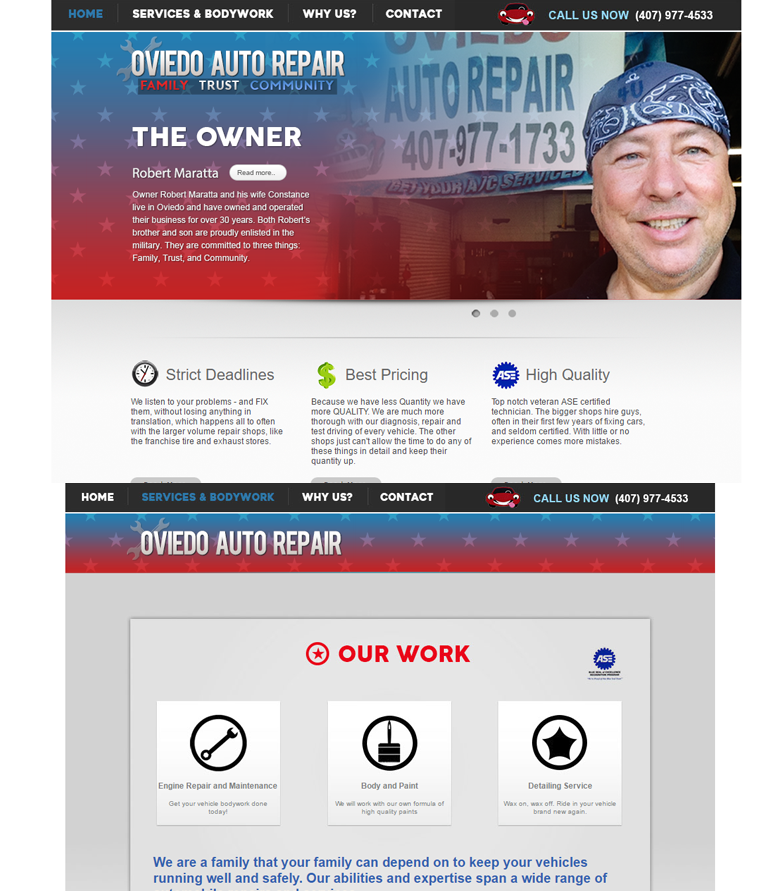 HOME SERVICES & BODYWORK WHY US? CONTACT CALL US NOW (407) 977-4533
OVIEDO AUTO REPAIR
FAMILY TRUST COMMUNITY
OVIEDO
AUTO REPAIR
407-977-1733
GET YOUR A/C SERVICED
THE OWNER
Robert Maratta Read more..
Owner Robert Maratta and his wife Constance
live in Oviedo and have owned and operated
their business for over 30 years. Both Robert's
brother and son are proudly enlisted in the
military. They are committed to three things:
Family, Trust, and Community.
Strict Deadlines
We listen to your problems - and FIX
them, without losing anything in
translation, which happens all to often
with the larger volume repair shops, like
the franchise tire and exhaust stores.
Best Pricing
Because we have less Quantity we have
more QUALITY. We are much more
thorough with our diagnosis, repair and
test driving of every vehicle. The other
shops just can't allow the time to do any of
these things in detail and keep their
quantity up.
ASE High Quality
Top notch veteran ASE certified
technician. The bigger shops hire guys,
often in their first few years of fixing cars,
and seldom certified. With little or no
experience comes more mistakes.
HOME SERVICES & BODYWORK WHY US? CONTACT CALL US NOW (407) 977-4533
OVIEDO AUTO REPAIR
OUR WORK
ASE
Engine Repair and Maintenance
Get your vehicle bodywork done
today!
Body and Paint
We will work with our own formula of
high quality paints
Detailing Service
Wax on, wax off. Ride in your vehicle
brand new again.
We are a family that your family can depend on to keep your vehicles
running well and safely. Our abilities and expertise span a wide range of